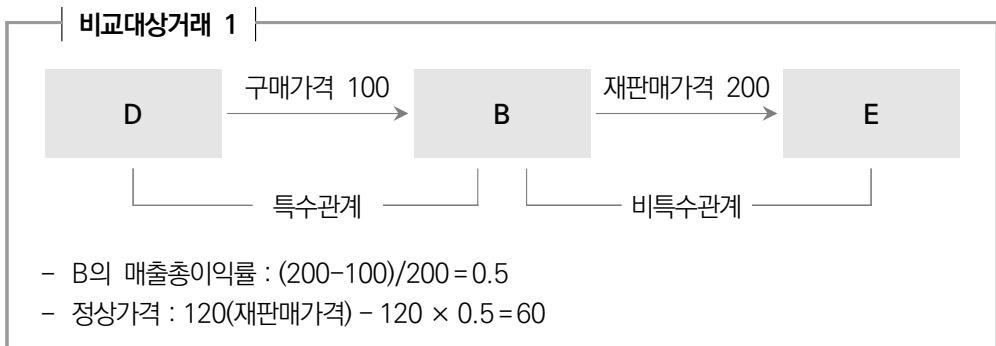 비교대상거래 1
구매가격 100
재판매가격 200
D
B
E
특수관계
비특수관계
- B의 매출총이익률 : (200-100)/200=0.5
- 정상가격 : 120(재판매가격) - 120 × 0.5=60